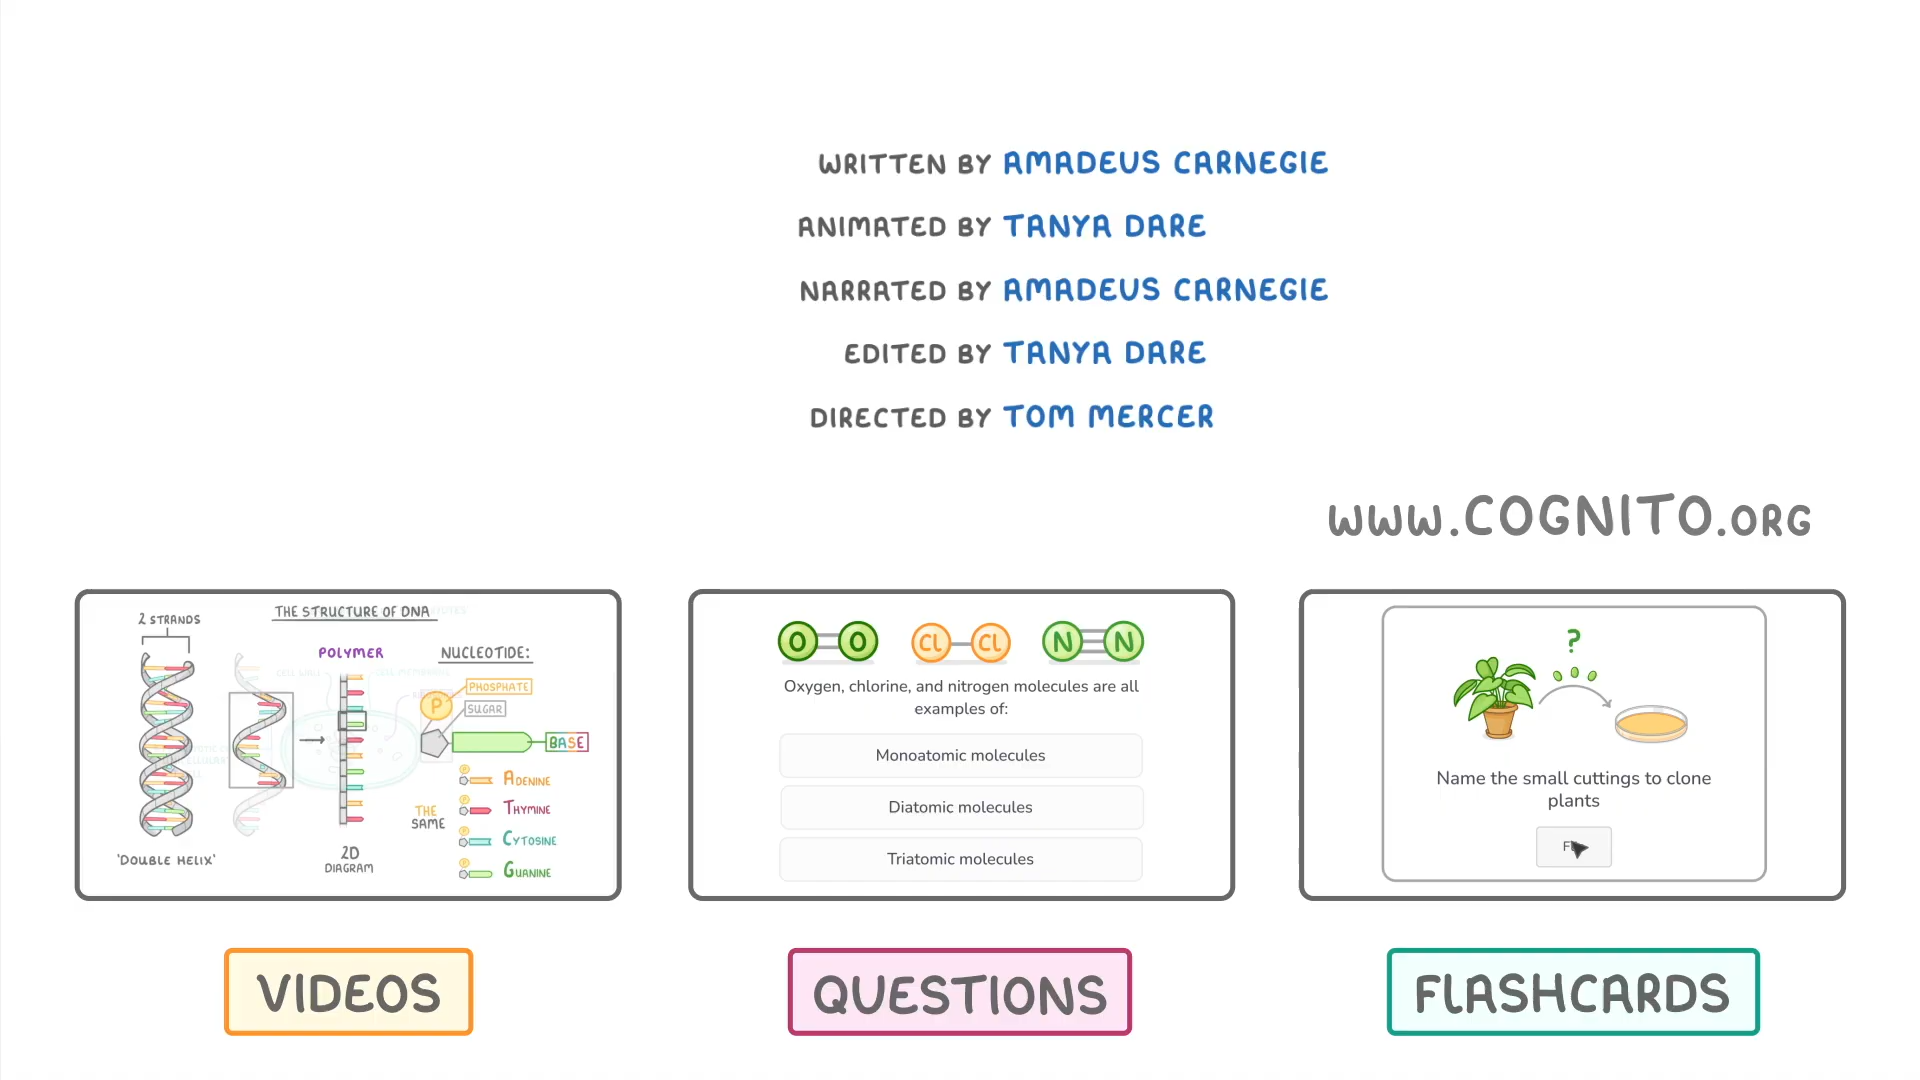 WRITTEN BY AMADEUS CARNEGIE
ANIMATED BY TANYA DARE
NARRATED BY AMADEUS CARNEGIE
EDITED BY TANYA DARE
DIRECTED BY TOM MERCER
www.COGNITO.ORG
THE STRUCTURE OF DNA
2 STRANDS
POLYMER
NUCLEOTIDE:
PHOSPHATE
P
SUGAR
BASE
ADENINE
THE SAME
THYMINE
CYTOSINE
GUANINE
'DOUBLE HELIX'
2D
DIAGRAM
O O Cl Cl N N
Oxygen, chlorine, and nitrogen molecules are all
examples of:
Monoatomic molecules
Diatomic molecules
Triatomic molecules
?
Name the small cuttings to clone
plants
VIDEOS
QUESTIONS
FLASHCARDS